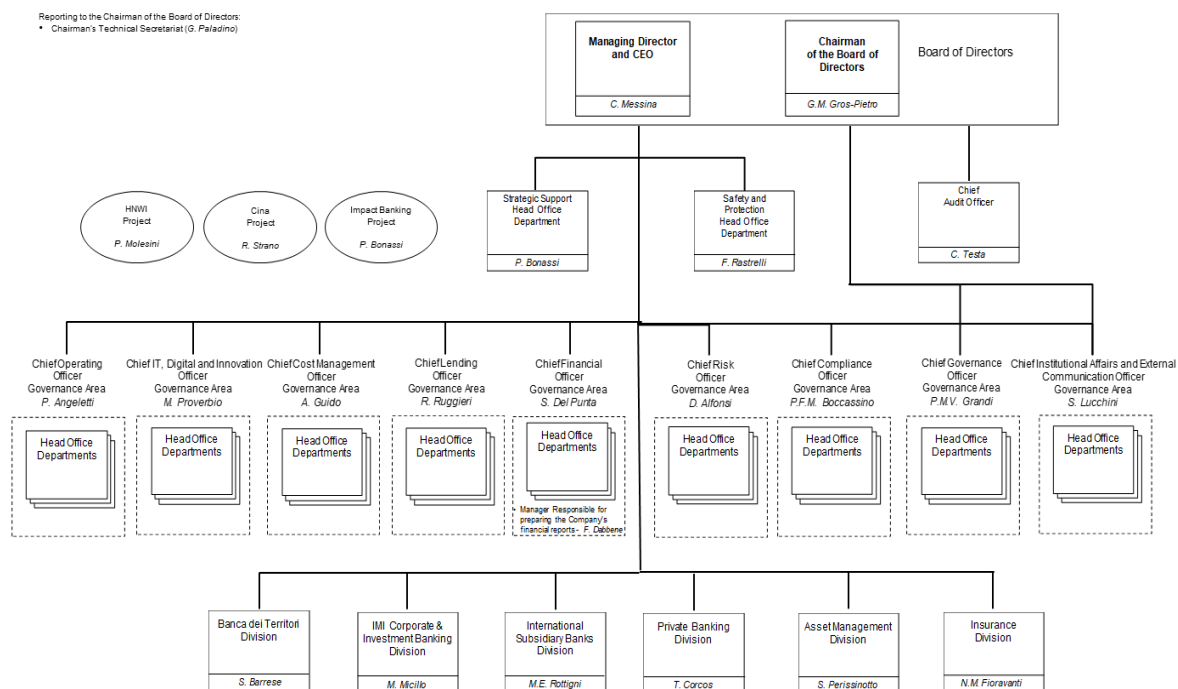 Reporting to the Chairman of the Board of Directors:
• Chairman's Technical Secretariat (G. Paladino)
Managing Director
and CEO
C. Messina
Chairman
of the Board of
Directors
G.M. Gros-Pietro
Board of Directors
HNWI
Project
P. Molesini
Cina
Project
R. Strano
Impact Banking
Project
P. Bonassi
Strategic Support
Head Office
Department
P. Bonassi
Safety and
Protection
Head Office
Department
F. Rastrelli
Chief
Audit Officer
C. Testa
Chief Operating
Officer
Governance Area
P. Angeletti
Chief IT, Digital and Innovation
Officer
Governance Area
M. Proverbio
Chief Cost Management
Officer
Governance Area
A. Guido
Chief Lending
Officer
Governance Area
R. Ruggieri
Chief Financial
Officer
Governance Area
S. Del Punta
Chief Risk
Officer
Governance Area
D. Alfonsi
Chief Compliance
Officer
Governance Area
P.F.M. Boccassino
Chief Governance
Officer
Governance Area
P.M.V. Grandi
Chief Institutional Affairs and External
Communication Officer
Governance Area
S. Lucchini
Head Office
Departments
Head Office
Departments
Head Office
Departments
Head Office
Departments
Head Office
Departments
• Manager Responsible for
preparing the Company's
financial reports - F. Dabbene
Head Office
Departments
Head Office
Departments
Head Office
Departments
Head Office
Departments
Banca dei Territori
Division
S. Barrese
IMI Corporate &
Investment Banking
Division
M. Micillo
International
Subsidiary Banks
Division
M.E. Rottigni
Private Banking
Division
T. Corcos
Asset Management
Division
S. Perissinotto
Insurance
Division
N.M. Fioravanti